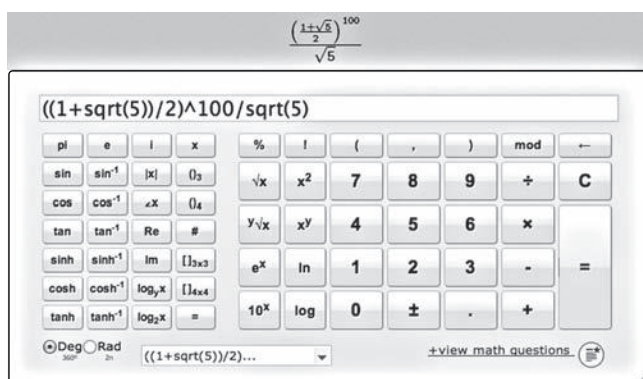 ((1+√5)/2)^100 / √5
((1+sqrt(5))/2)^100/sqrt(5)
pi e i x % ! ( , ) mod ←
sin sin⁻¹ |x| ()₃ √x x² 7 8 9 ÷ C
cos cos⁻¹ ∠x ()₄
tan tan⁻¹ Re # ʸ√x xʸ 4 5 6 ×
sinh sinh⁻¹ Im []₃ₓ₃ eˣ ln 1 2 3 - =
cosh cosh⁻¹ logᵧx []₄ₓ₄
tanh tanh⁻¹ log₂x = 10ˣ log 0 ± . +
Deg Rad
360°
((1+sqrt(5))/2)...
+view math questions